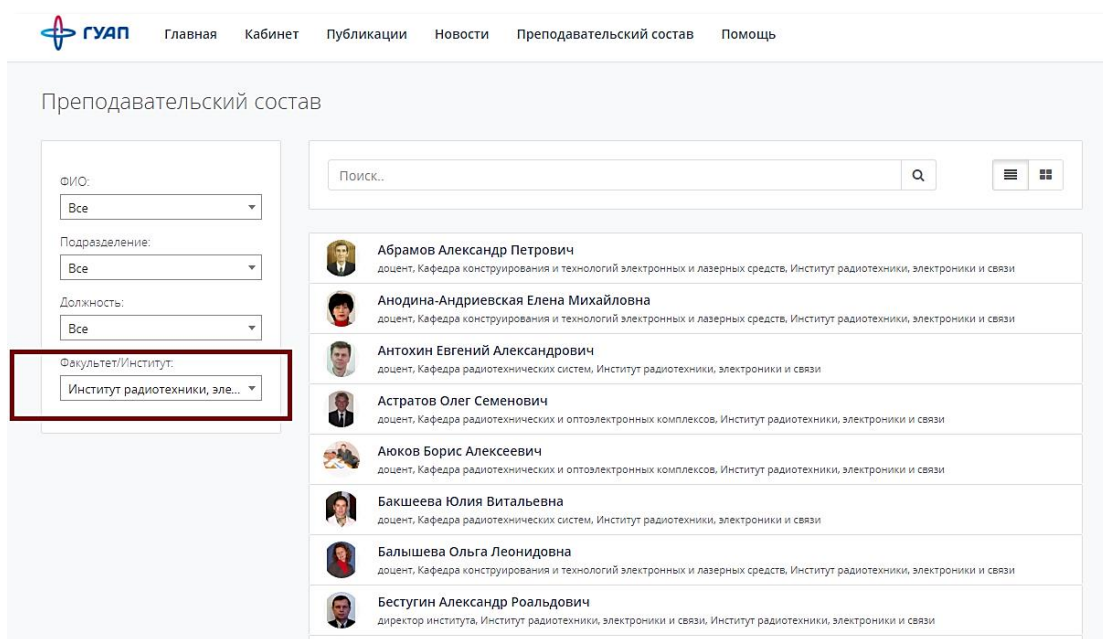 ГУАП Главная Кабинет Публикации Новости Преподавательский состав Помощь
Преподавательский состав
ФИО:
Все
Подразделение:
Все
Должность:
Все
Факультет/Институт:
Институт радиотехники, эле...
Поиск..
Абрамов Александр Петрович
доцент, Кафедра конструирования и технологий электронных и лазерных средств, Институт радиотехники, электроники и связи
Анодина-Андриевская Елена Михайловна
доцент, Кафедра конструирования и технологий электронных и лазерных средств, Институт радиотехники, электроники и связи
Антохин Евгений Александрович
доцент, Кафедра радиотехнических систем, Институт радиотехники, электроники и связи
Астратов Олег Семенович
доцент, Кафедра радиотехнических и оптоэлектронных комплексов, Институт радиотехники, электроники и связи
Аюков Борис Алексеевич
доцент, Кафедра радиотехнических и оптоэлектронных комплексов, Институт радиотехники, электроники и связи
Бакшеева Юлия Витальевна
доцент, Кафедра радиотехнических систем, Институт радиотехники, электроники и связи
Балышева Ольга Леонидовна
доцент, Кафедра конструирования и технологий электронных и лазерных средств, Институт радиотехники, электроники и связи
Бестугин Александр Роальдович
директор института, Институт радиотехники, электроники и связи, Институт радиотехники, электроники и связи